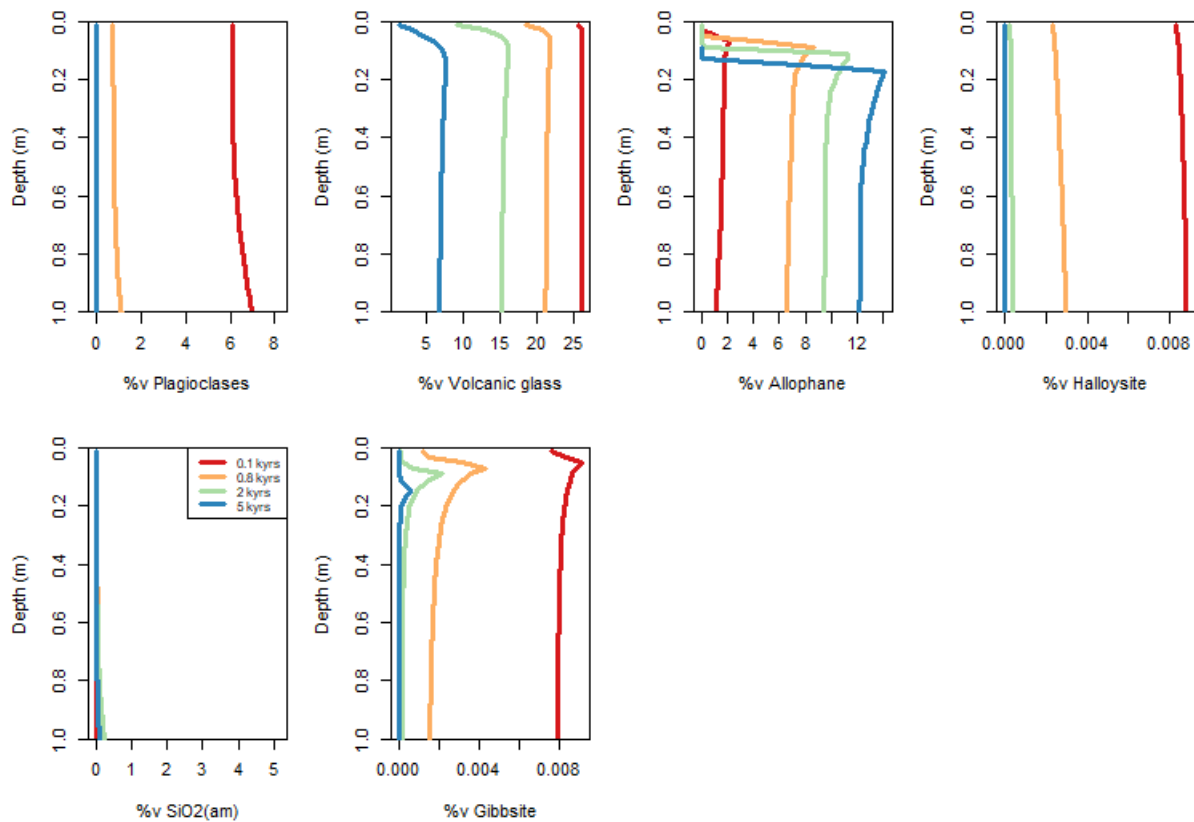 0.0
0.2
0.4
0.6
0.8
1.0
Depth (m)
0 2 4 6 8
%v Plagioclases
0.0
0.2
0.4
0.6
0.8
1.0
Depth (m)
5 10 15 20 25
%v Volcanic glass
0.0
0.2
0.4
0.6
0.8
1.0
Depth (m)
0 2 4 6 8 12
%v Allophane
0.0
0.2
0.4
0.6
0.8
1.0
Depth (m)
0.000 0.004 0.008
%v Halloysite
0.0
0.2
0.4
0.6
0.8
1.0
Depth (m)
0.1 kyrs
0.8 kyrs
2 kyrs
5 kyrs
0 1 2 3 4 5
%v SiO2(am)
0.0
0.2
0.4
0.6
0.8
1.0
Depth (m)
0.000 0.004 0.008
%v Gibbsite